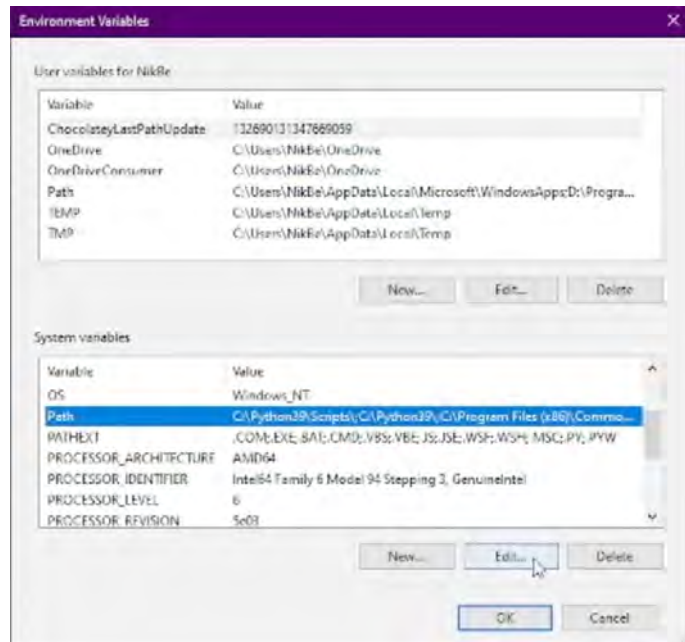 Environment Variables
User variables for NikBe
Variable Value
ChocolateyLastPathUpdate 132690131347669059
OneDrive C:\Users\NikBe\OneDrive
OneDriveConsumer C:\Users\NikBe\OneDrive
Path C:\Users\NikBe\AppData\Local\Microsoft\WindowsApps;D:\Progra...
TEMP C:\Users\NikBe\AppData\Local\Temp
TMP C:\Users\NikBe\AppData\Local\Temp
New... Edit... Delete
System variables
Variable Value
OS Windows_NT
Path C:\Python39\Scripts\;C:\Python39\;C:\Program Files (x86)\Commo...
PATHEXT .COM;.EXE;.BAT;.CMD;.VBS;.VBE;.JS;.JSE;.WSF;.WSH;.MSC;.PY;.PYW
PROCESSOR_ARCHITECTURE AMD64
PROCESSOR_IDENTIFIER Intel64 Family 6 Model 94 Stepping 3, GenuineIntel
PROCESSOR_LEVEL 6
PROCESSOR_REVISION 5e03
New... Edit... Delete
OK Cancel